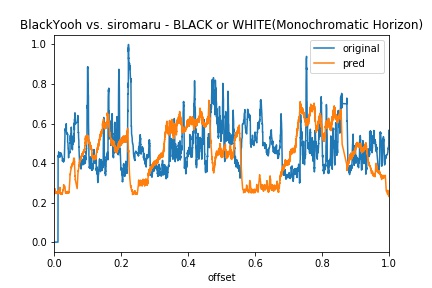 BlackYooh vs. siromaru - BLACK or WHITE(Monochromatic Horizon)
original
pred
1.0
0.8
0.6
0.4
0.2
0.0
0.0 0.2 0.4 0.6 0.8 1.0
offset